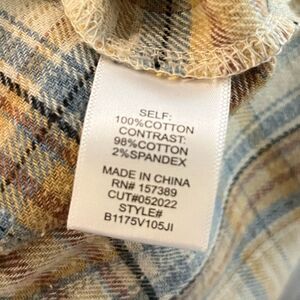 SELF:
100%COTTON
CONTRAST:
98%COTTON
2%SPANDEX
MADE IN CHINA
RN# 157389
CUT#052022
STYLE#
B1175V105JI